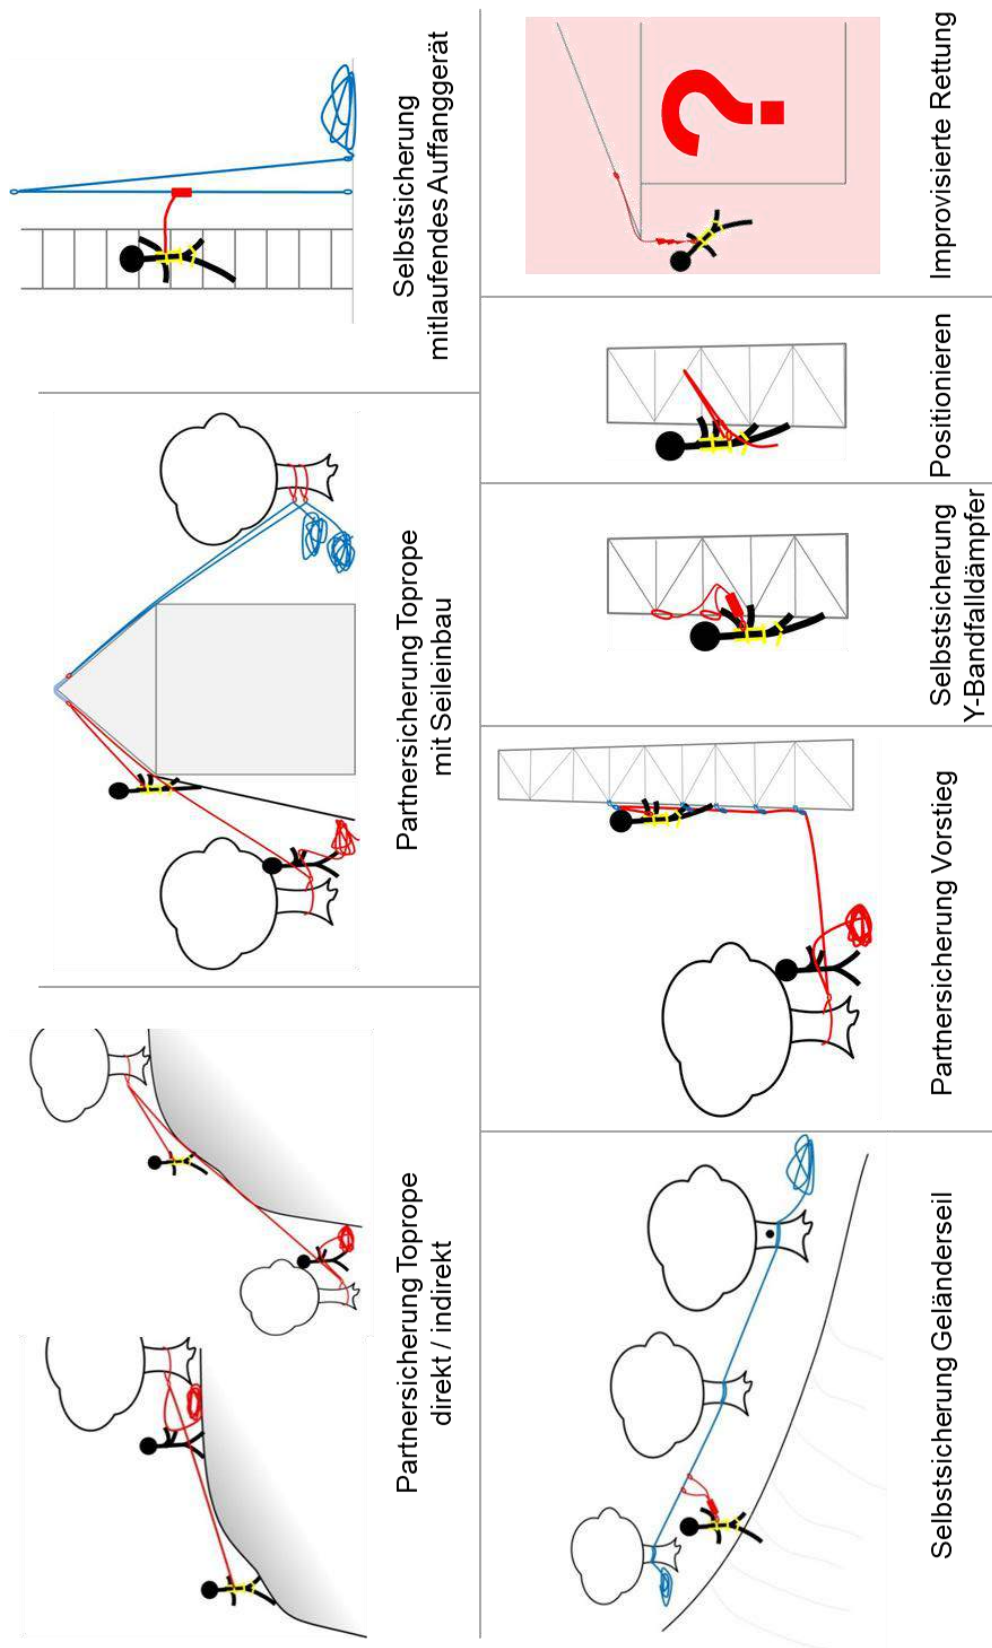 Partnersicherung Toprope
direkt / indirekt
Partnersicherung Toprope
mit Seileinbau
Selbstsicherung
mitlaufendes Auffanggerät
Selbstsicherung Geländerseil
Partnersicherung Vorstieg
Selbstsicherung
Y-Bandfalldämpfer
Positionieren
Improvisierte Rettung
?